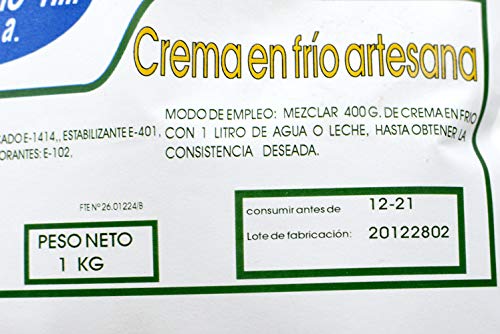 a.
Crema en frío artesana
MODO DE EMPLEO: MEZCLAR 400 G. DE CREMA EN FRIO
CON 1 LITRO DE AGUA O LECHE, HASTA OBTENER LA
CONSISTENCIA DESEADA.
E-1414,, ESTABILIZANTE E-401,
E-102,
FTE Nº 26.01224/B
PESO NETO
1 KG
consumir antes de 12-21
Lote de fabricación: 20122802